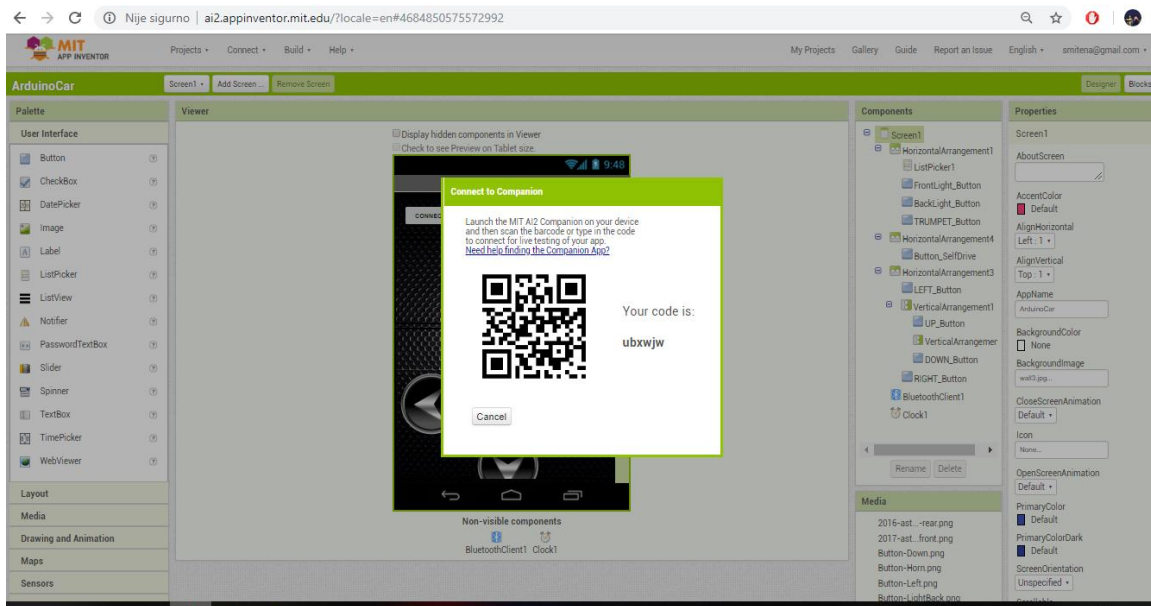 Nije sigurno | ai2.appinventor.mit.edu/?locale=en#4684850575572992
MIT
APP INVENTOR
Projects
Connect
Build
Help
My Projects
Gallery
Guide
Report an Issue
English
smitena@gmail.com
ArduinoCar
Screen1
Add Screen ...
Remove Screen
Designer
Blocks
Palette
User Interface
Button
CheckBox
DatePicker
Image
Label
ListPicker
ListView
Notifier
PasswordTextBox
Slider
Spinner
TextBox
TimePicker
WebViewer
Layout
Media
Drawing and Animation
Maps
Sensors
Viewer
Display hidden components in Viewer
Check to see Preview on Tablet size.
9:48
CONNEC
Connect to Companion
Launch the MIT AI2 Companion on your device
and then scan the barcode or type in the code
to connect for live testing of your app.
Need help finding the Companion App?
Your code is:
ubxwjw
Cancel
Non-visible components
BluetoothClient1 Clock1
Components
Screen1
HorizontalArrangement1
ListPicker1
FrontLight_Button
BackLight_Button
TRUMPET_Button
HorizontalArrangement4
Button_SelfDrive
HorizontalArrangement3
LEFT_Button
VerticalArrangement1
UP_Button
VerticalArrangemer
DOWN_Button
RIGHT_Button
BluetoothClient1
Clock1
Rename
Delete
Media
2016-ast...-rear.png
2017-ast...front.png
Button-Down.png
Button-Horn.png
Button-Left.png
Button-LightBack.png
Properties
Screen1
AboutScreen
AccentColor
Default
AlignHorizontal
Left : 1
AlignVertical
Top : 1
AppName
ArduinoCar
BackgroundColor
None
BackgroundImage
wall3.jpg...
CloseScreenAnimation
Default
Icon
None...
OpenScreenAnimation
Default
PrimaryColor
Default
PrimaryColorDark
Default
ScreenOrientation
Unspecified